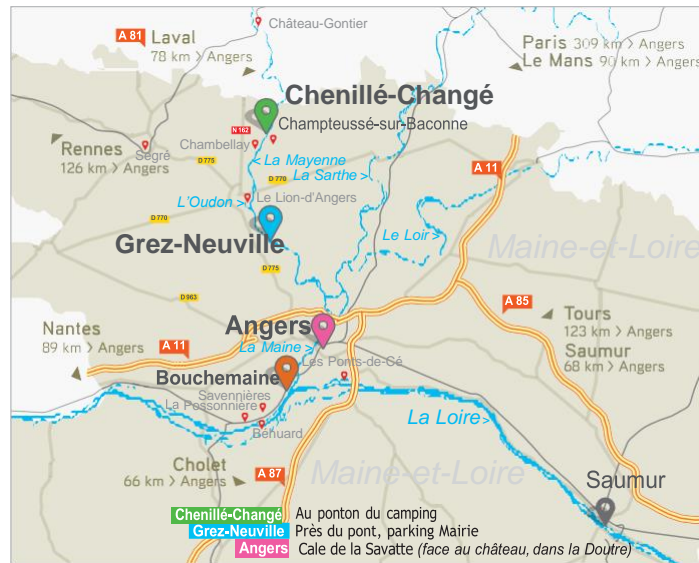 Château-Gontier
A 81
Laval
78 km > Angers
Paris 309 km > Angers
Le Mans 90 km > Angers
Chenillé-Changé
Champteussé-sur-Baconne
N 162
Chambellay
Rennes
126 km > Angers
Segré
D 775
< La Mayenne
La Sarthe >
D 770
A 11
L'Oudon >
Le Lion-d'Angers
D 770
Grez-Neuville
Le Loir >
Maine-et-Loire
D 775
D 963
A 85
Tours
123 km > Angers
Saumur
68 km > Angers
Nantes
89 km > Angers
A 11
Angers
La Maine >
Les Ponts-de-Cé
Bouchemaine
Savennières
La Possonnière
Béhuard
La Loire >
Cholet
66 km > Angers
A 87
Maine-et-Loire
Saumur
Chenillé-Changé Au ponton du camping
Grez-Neuville Près du pont, parking Mairie
Angers Cale de la Savatte (face au château, dans la Doutre)